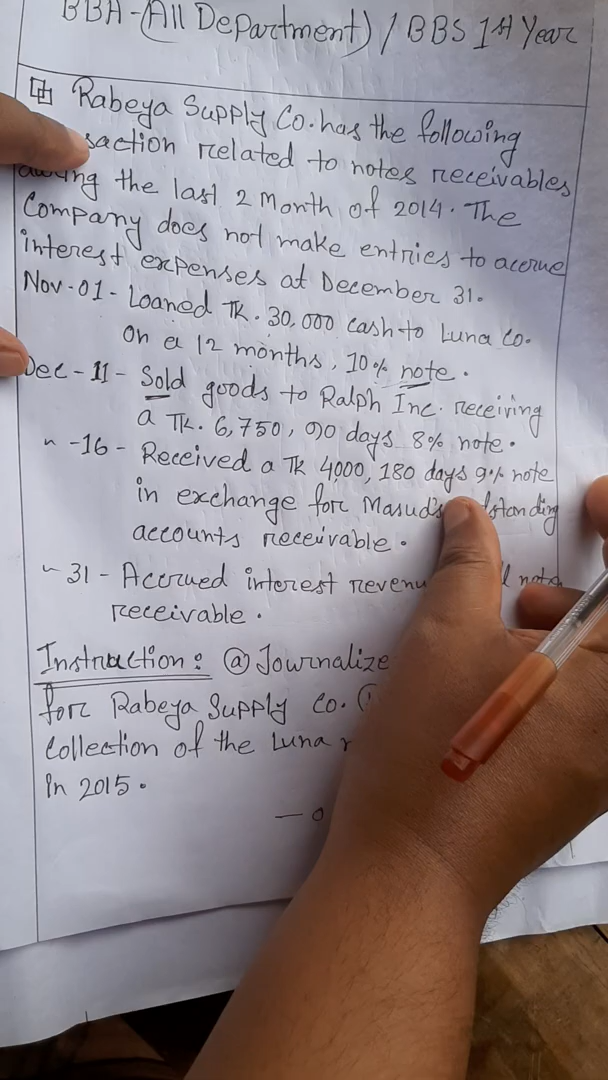 BBA-(All Department) / BBS 1st Year
Rabeya Supply Co. has the following
saction related to notes receivables
the last 2 Month of 2014. The
Company does not make entries to accrue
interest expenses at December 31.
Nov-01- Loaned Tk. 30,000 cash to Luna Co.
on a 12 months, 10% note.
Dec-11- Sold goods to Ralph Inc. receiving
a Tk. 6,750, 90 days 8% note.
" -16- Received a Tk 4000, 180 days 9% note
in exchange for Masud's standing
accounts receivable.
" 31- Accrued interest revenu note
receivable.
Instruction: @ Journalize
for Rabeya Supply Co.
Collection of the Luna
in 2015.